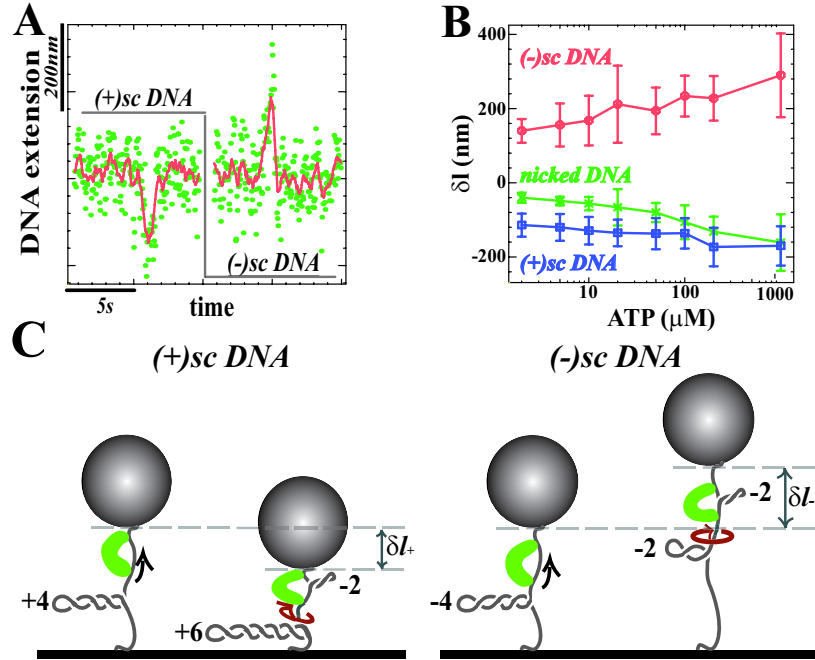 A
200nm
DNA extension
(+)sc DNA
(-)sc DNA
5s
time
B
δl (nm)
400
200
0
-200
(-)sc DNA
nicked DNA
(+)sc DNA
10
100
1000
ATP (μM)
C
(+)sc DNA
(-)sc DNA
+4
+6
-2
δl+
-4
-2
-2
δl-